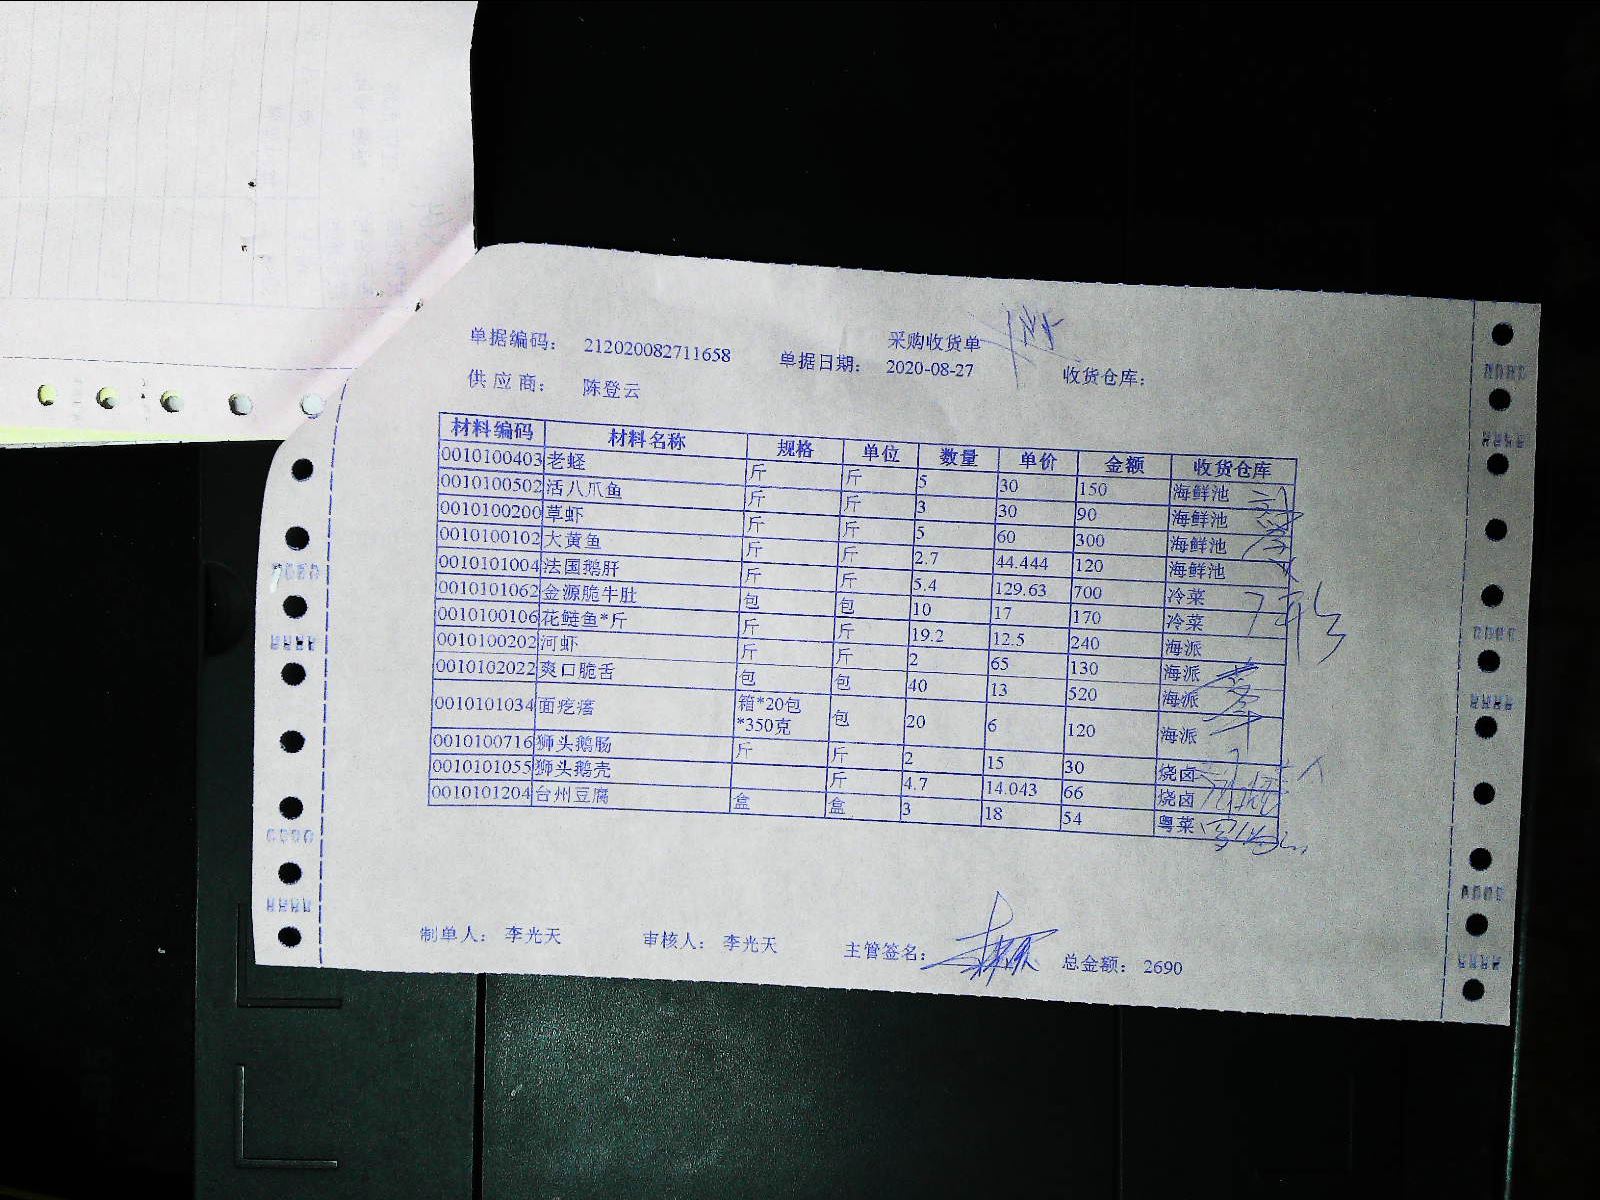 采购收货单
单据编码： 212020082711658 单据日期： 2020-08-27 收货仓库：
供应商： 陈登云
材料编码 材料名称 规格 单位 数量 单价 金额 收货仓库
0010100403 老蛏 斤 斤 5 30 150 海鲜池
0010100502 活八爪鱼 斤 斤 3 30 90 海鲜池
0010100200 草虾 斤 斤 5 60 300 海鲜池
0010100102 大黄鱼 斤 斤 2.7 44.444 120 海鲜池
0010101004 法国鹅肝 斤 斤 5.4 129.63 700 冷菜
0010101062 金源脆牛肚 包 包 10 17 170 冷菜
0010100106 花鲢鱼*斤 斤 斤 19.2 12.5 240 海派
0010100202 河虾 斤 斤 2 65 130 海派
0010102022 爽口脆舌 包 包 40 13 520 海派
0010101034 面疙瘩 箱*20包*350克 包 20 6 120 海派
0010100716 狮头鹅肠 斤 斤 2 15 30 烧卤
0010101055 狮头鹅壳 斤 4.7 14.043 66 烧卤
0010101204 台州豆腐 盒 盒 3 18 54 粤菜
制单人： 李光天 审核人： 李光天 主管签名： 总金额： 2690